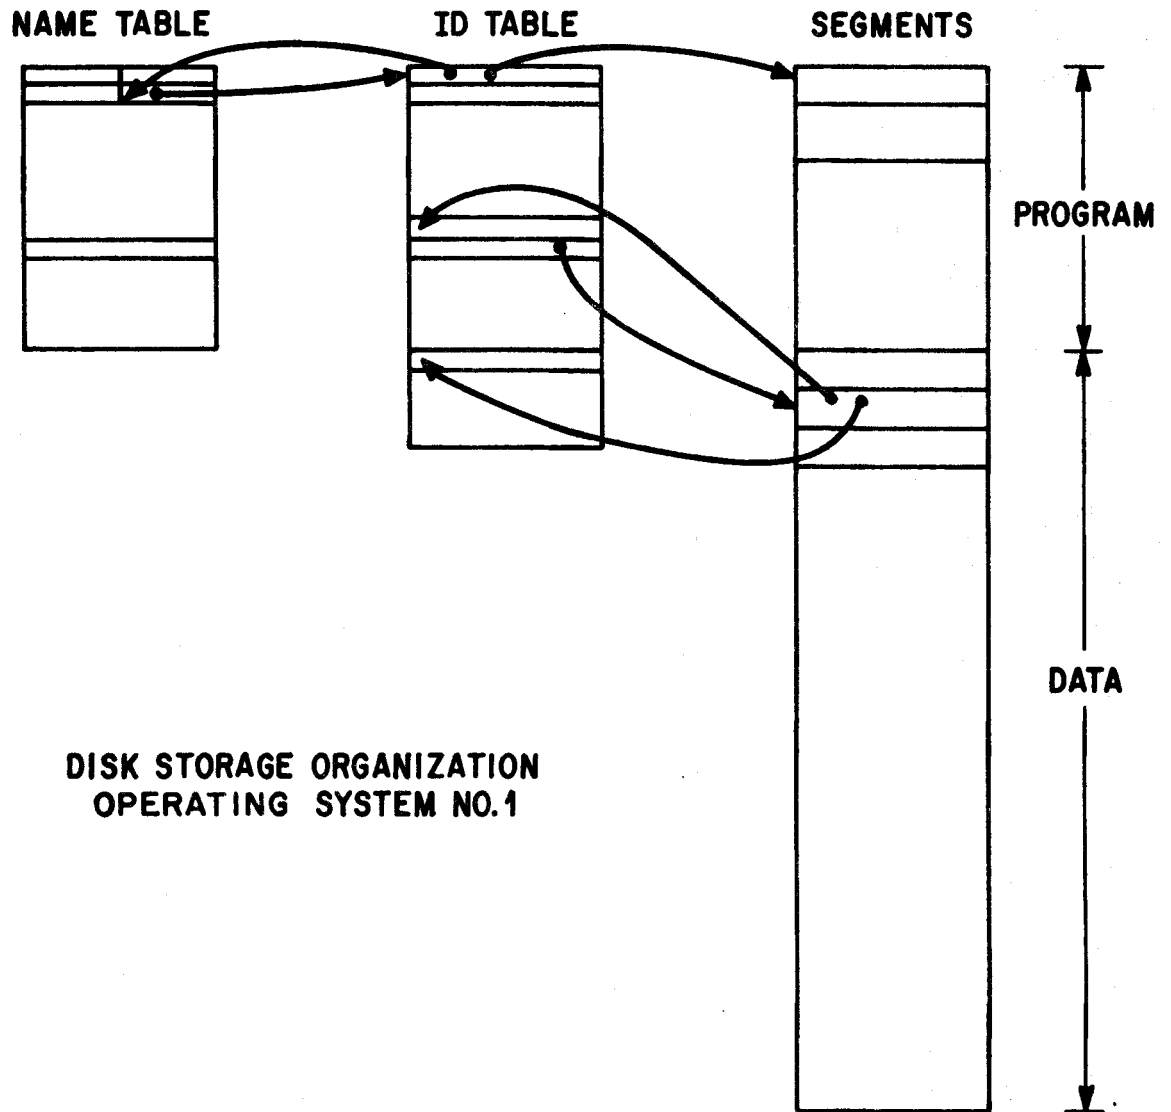 NAME TABLE
ID TABLE
SEGMENTS
PROGRAM
DATA
DISK STORAGE ORGANIZATION
OPERATING SYSTEM NO.1